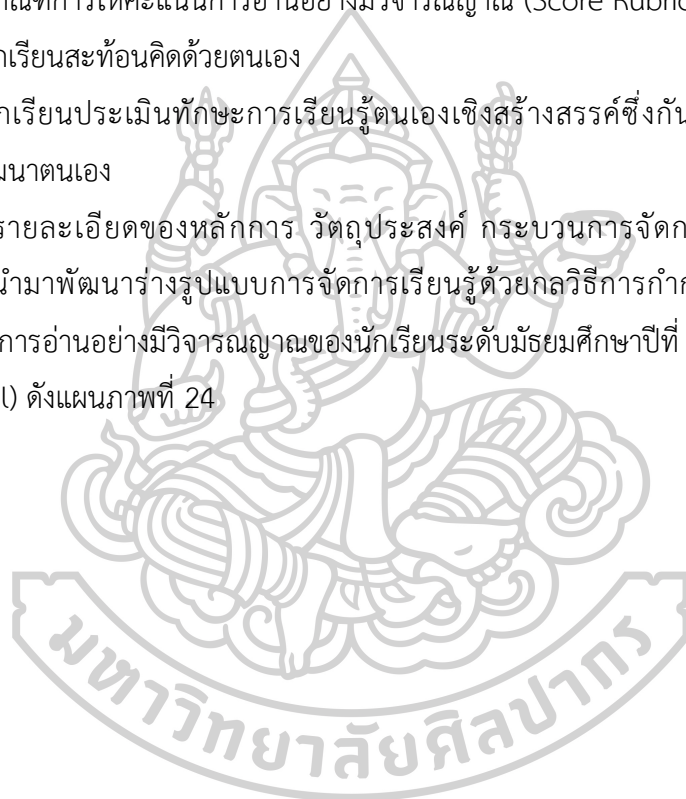 ณฑ์การให้คะแนนการอ่านอย่างมีวิจารณญาณ (Score Rubric
กเรียนสะท้อนคิดด้วยตนเอง
กเรียนประเมินทักษะการเรียนรู้ตนเองเชิงสร้างสรรค์ซึ่งกัน
นาตนเอง
รายละเอียดของหลักการ วัตถุประสงค์ กระบวนการจัดก
นำมาพัฒนาร่างรูปแบบการจัดการเรียนรู้ด้วยกลวิธีการกำก
การอ่านอย่างมีวิจารณญาณของนักเรียนระดับมัธยมศึกษาปีที่
l) ดังแผนภาพที่ 24
มหาวิทยาลัยศิลปากร